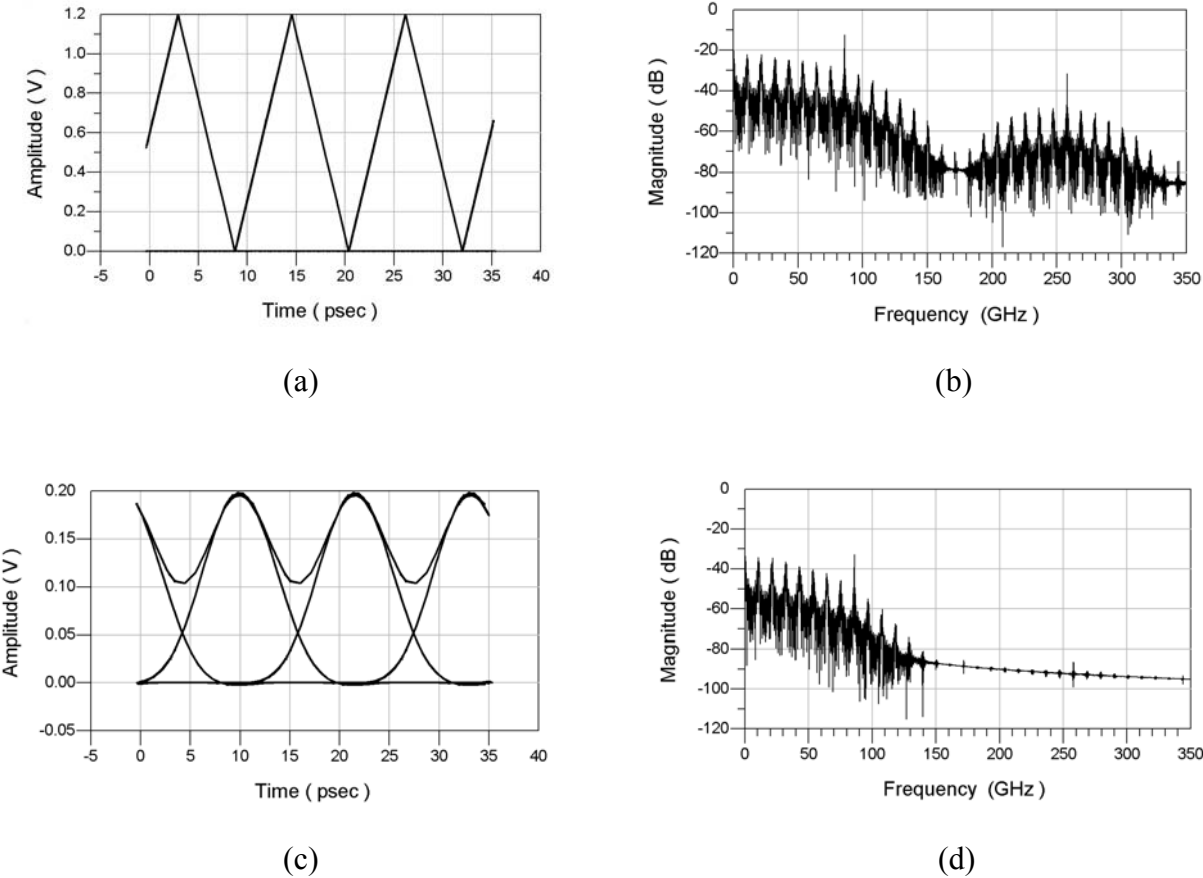 1.2
1.0
0.8
0.6
0.4
0.2
0.0
Amplitude ( V )
-5 0 5 10 15 20 25 30 35 40
Time ( psec )
(a)
0
-20
-40
-60
-80
-100
-120
Magnitude ( dB )
0 50 100 150 200 250 300 350
Frequency (GHz )
(b)
0.20
0.15
0.10
0.05
0.00
-0.05
Amplitude ( V )
-5 0 5 10 15 20 25 30 35 40
Time ( psec )
(c)
0
-20
-40
-60
-80
-100
-120
Magnitude ( dB )
0 50 100 150 200 250 300 350
Frequency (GHz )
(d)